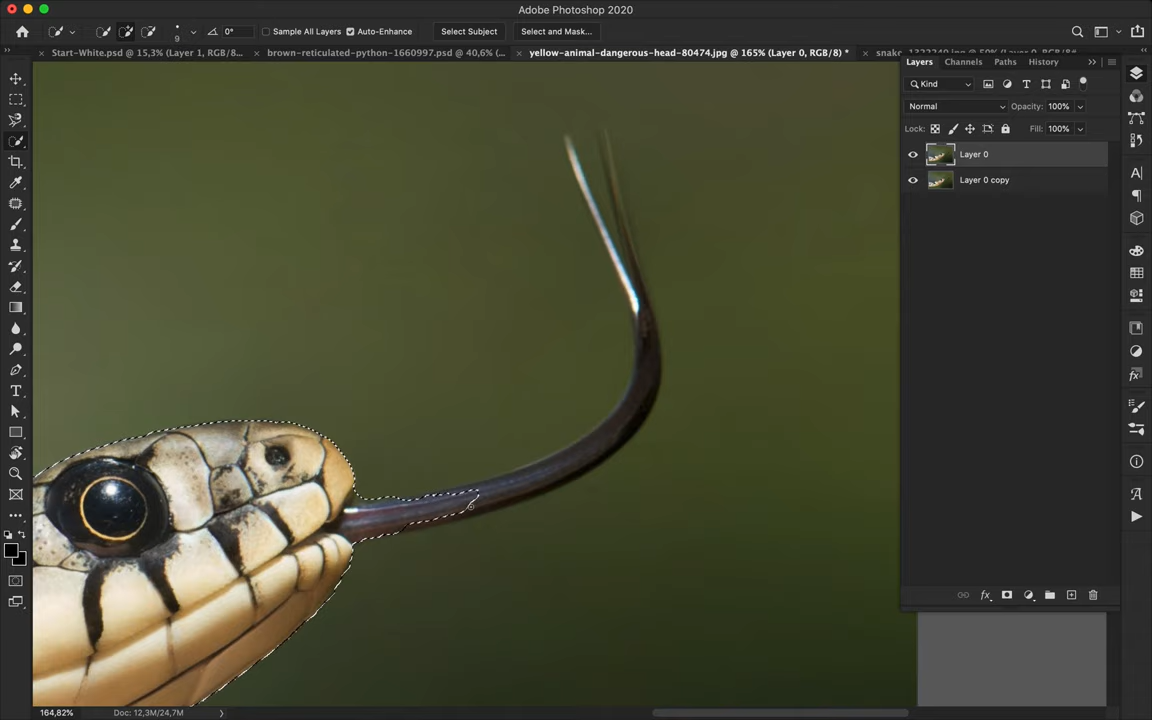 Adobe Photoshop 2020
9
0°
Sample All Layers
Auto-Enhance
Select Subject
Select and Mask...
Start-White.psd @ 15,3% (Layer 1, RGB/8...
brown-reticulated-python-1660997.psd @ 40,6% (...
yellow-animal-dangerous-head-80474.jpg @ 165% (Layer 0, RGB/8) *
Layers
Channels
Paths
History
Kind
Normal
Opacity: 100%
Lock:
Fill: 100%
Layer 0
Layer 0 copy
164,82%
Doc: 12,3M/24,7M